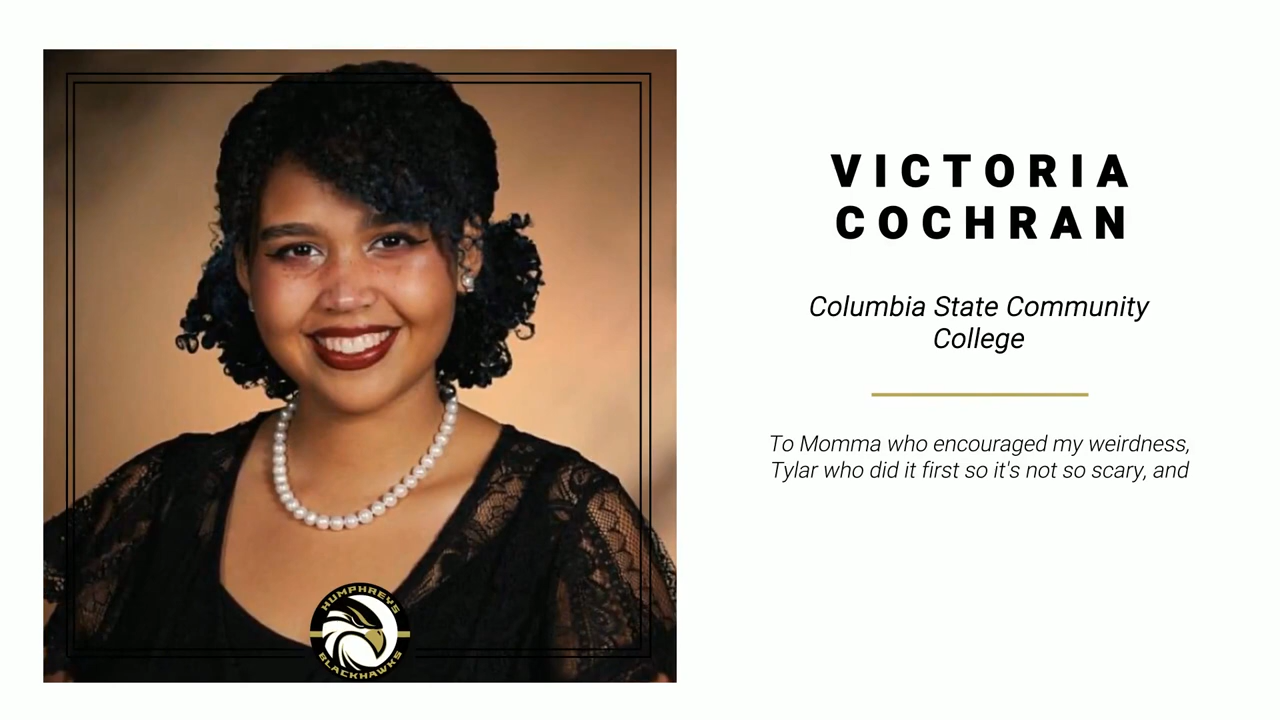 VICTORIA
COCHRAN
Columbia State Community
College
To Momma who encouraged my weirdness,
Tylar who did it first so it's not so scary, and
HUMPHREYS
BLACKHAWKS